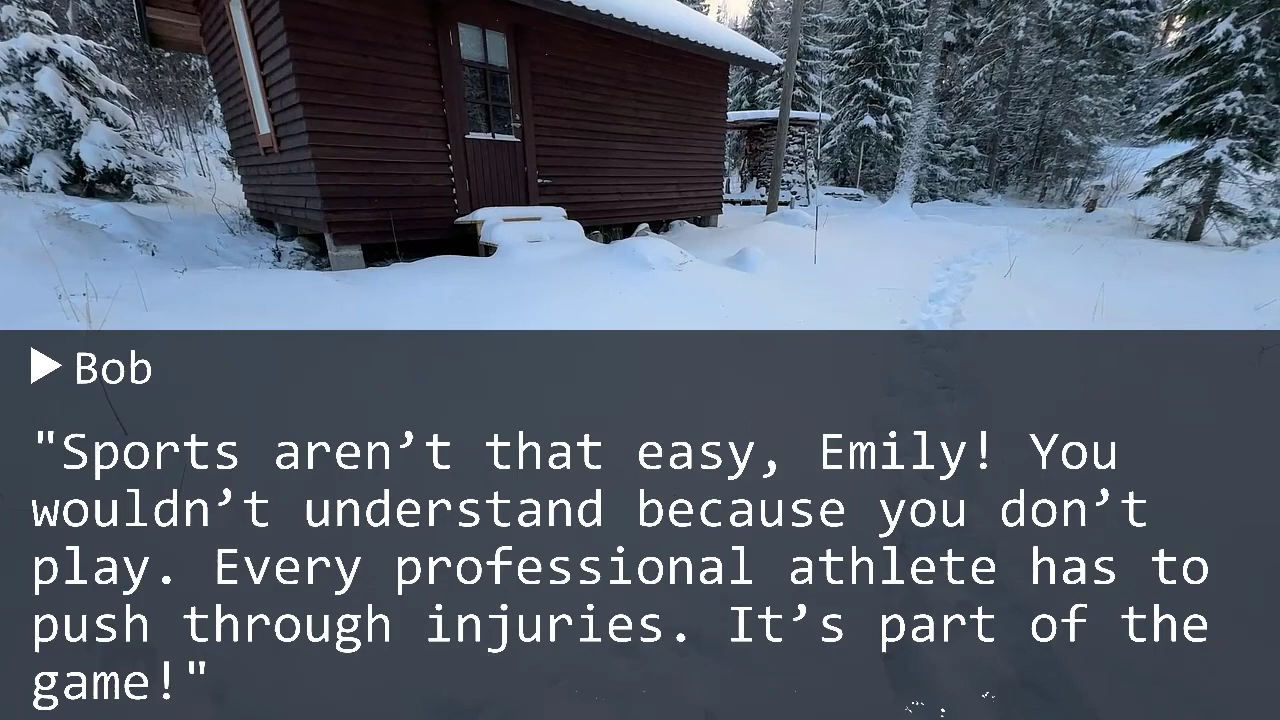 Bob
"Sports aren’t that easy, Emily! You
wouldn’t understand because you don’t
play. Every professional athlete has to
push through injuries. It’s part of the
game!"